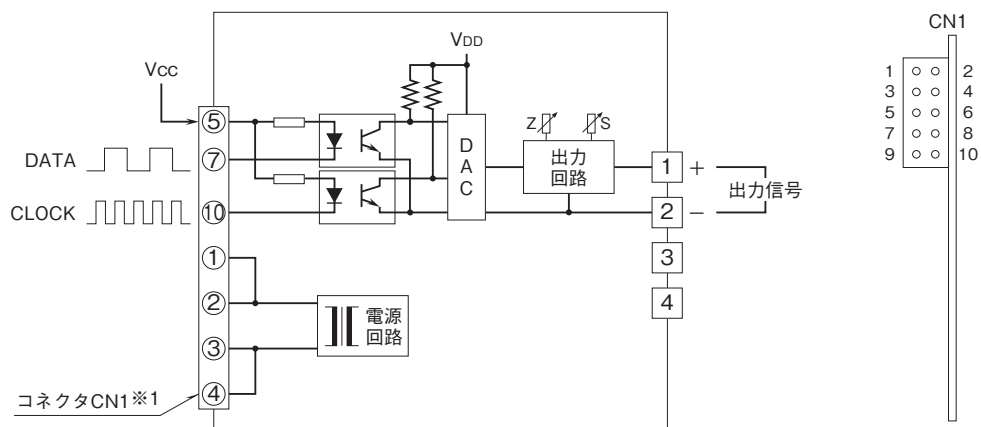 CN1
VDD
VCC
1 2
3 4
5 6
7 8
9 10
⑤
⑦
⑩
①
②
③
④
DATA
CLOCK
D
A
C
Z S
出力
回路
1 +
2 −
3
4
出力信号
電源
回路
コネクタCN1※1